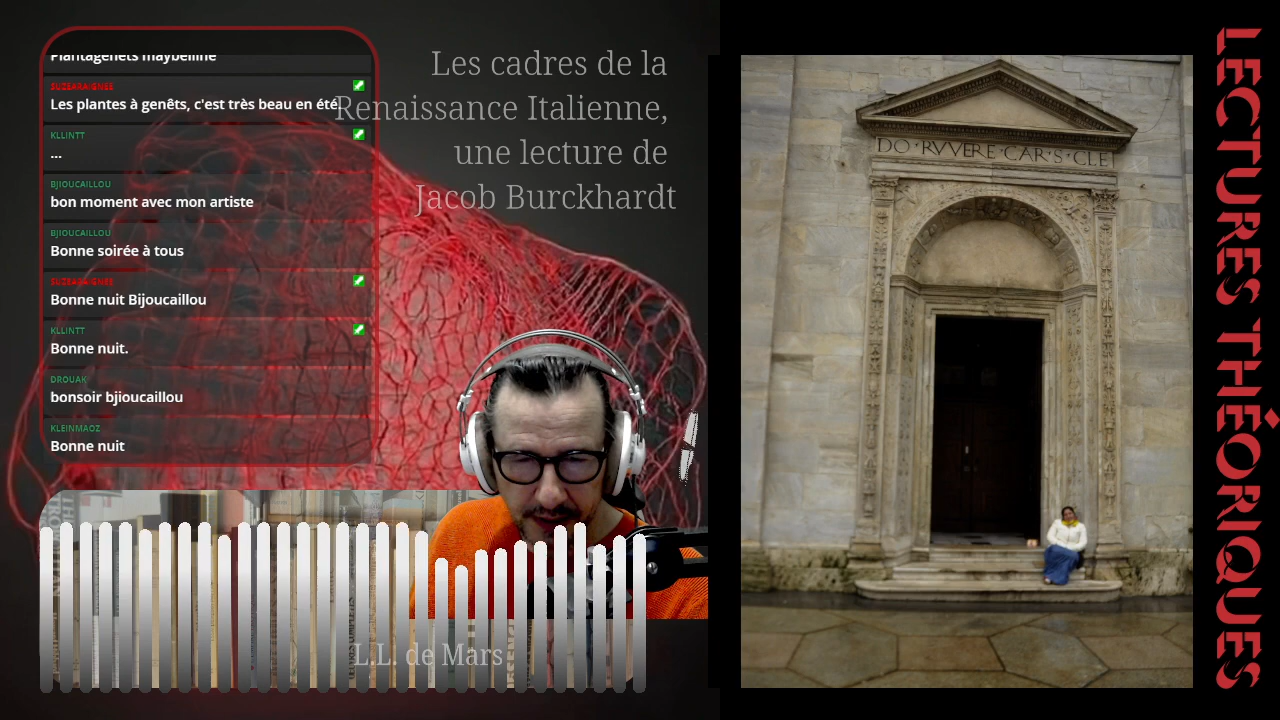 Plantagenets maybelline
SUZEARAIGNEE
Les plantes à genêts, c'est très beau en été.
KLLINTT
...
BJIOUCAILLOU
bon moment avec mon artiste
BJIOUCAILLOU
Bonne soirée à tous
SUZEARAIGNEE
Bonne nuit Bijoucaillou
KLLINTT
Bonne nuit.
DROUAK
bonsoir bjioucaillou
KLEINMAOZ
Bonne nuit
Les cadres de la
Renaissance Italienne,
une lecture de
Jacob Burckhardt
L.L. de Mars
DO·RVVERE·CAR·S·CLE
LECTURES THÉORIQUES